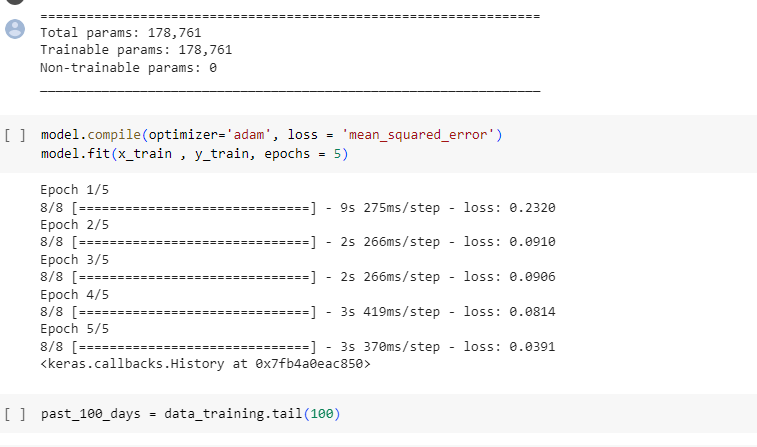 =================================================================
Total params: 178,761
Trainable params: 178,761
Non-trainable params: 0
_________________________________________________________________
[ ] model.compile(optimizer='adam', loss = 'mean_squared_error')
model.fit(x_train , y_train, epochs = 5)
Epoch 1/5
8/8 [==============================] - 9s 275ms/step - loss: 0.2320
Epoch 2/5
8/8 [==============================] - 2s 266ms/step - loss: 0.0910
Epoch 3/5
8/8 [==============================] - 2s 266ms/step - loss: 0.0906
Epoch 4/5
8/8 [==============================] - 3s 419ms/step - loss: 0.0814
Epoch 5/5
8/8 [==============================] - 3s 370ms/step - loss: 0.0391
<keras.callbacks.History at 0x7fb4a0eac850>
[ ] past_100_days = data_training.tail(100)